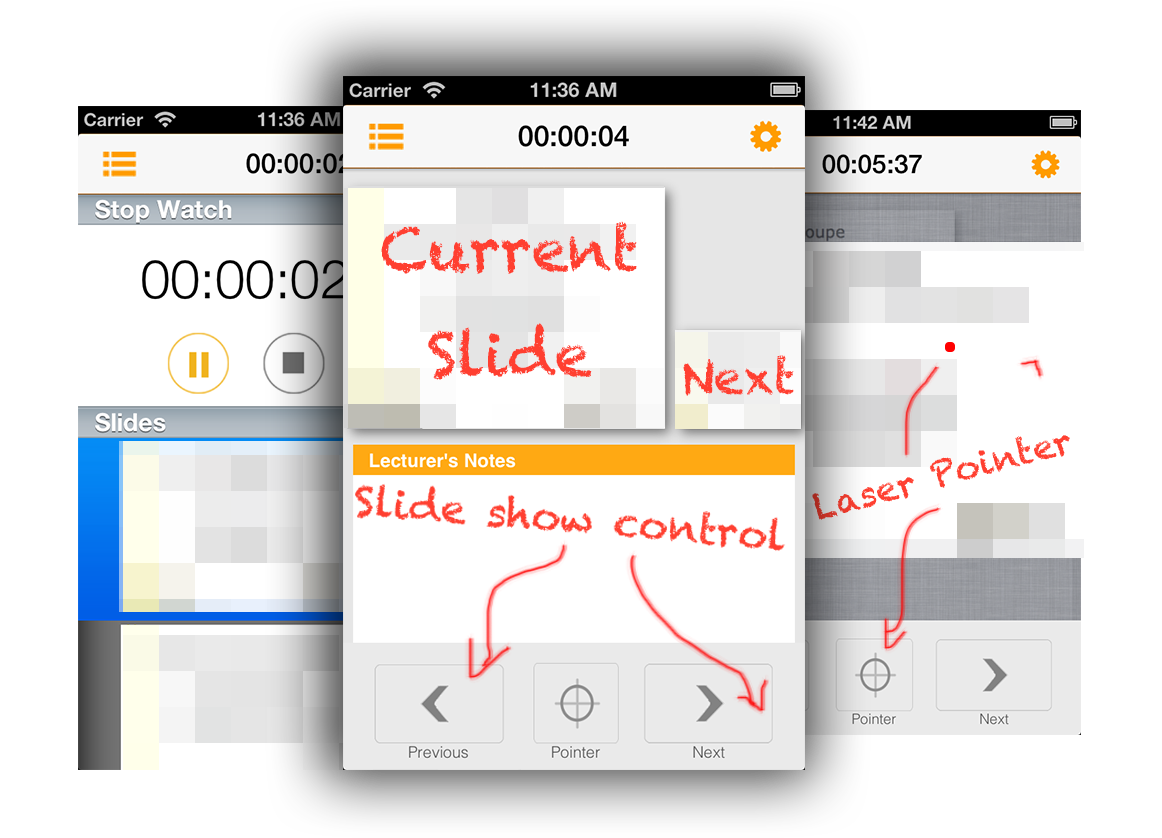 Carrier 11:36 AM
00:00:02
Stop Watch
00:00:02
Slides
Carrier 11:36 AM
00:00:04
Current
Slide
Next
Lecturer's Notes
Slide show control
Previous Pointer Next
11:42 AM
00:05:37
oupe
Laser Pointer
Pointer Next